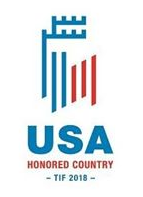 USA
HONORED COUNTRY
– TIF 2018 –